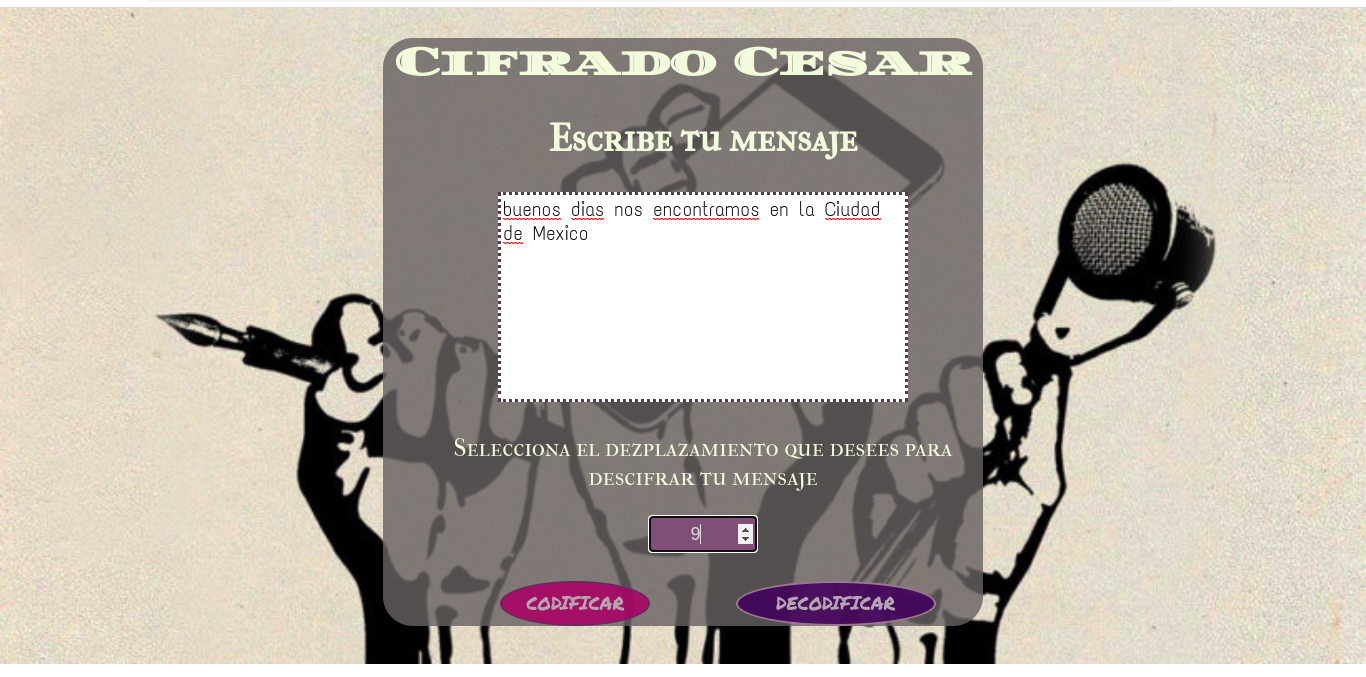 Cifrado Cesar
Escribe tu mensaje
buenos dias nos encontramos en la Ciudad
de Mexico
Selecciona el dezplazamiento que desees para
descifrar tu mensaje
9
CODIFICAR
DECODIFICAR